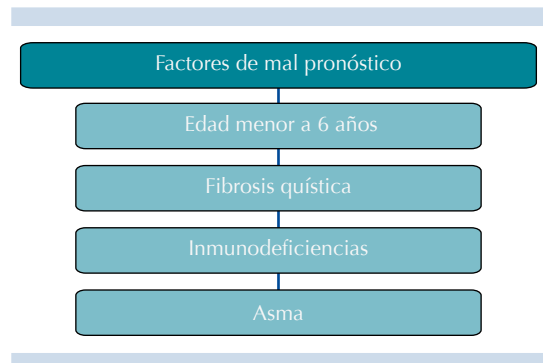 Factores de mal pronóstico
Edad menor a 6 años
Fibrosis quística
Inmunodeficiencias
Asma